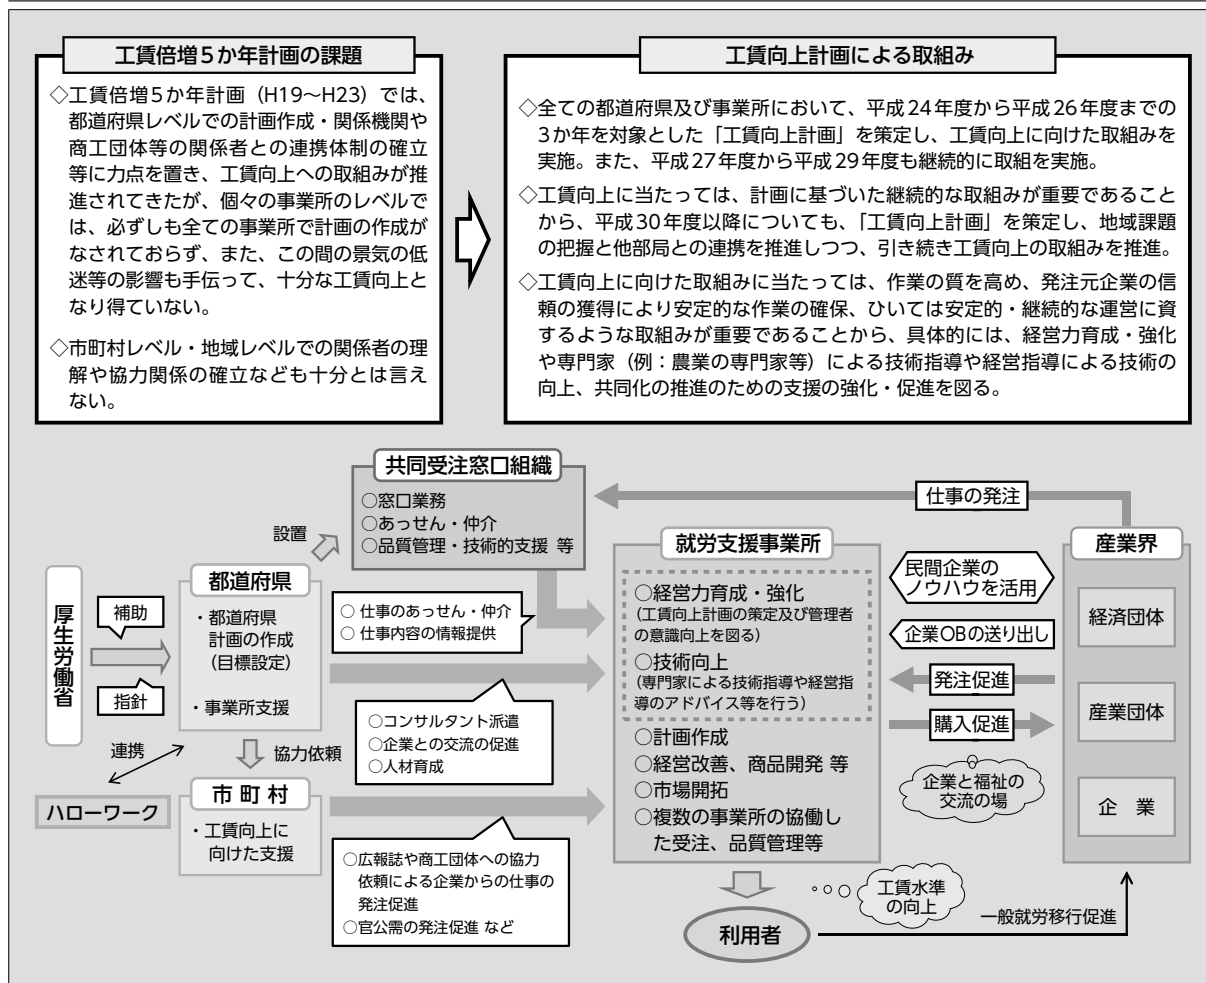 工賃倍増5か年計画の課題
◇工賃倍増5か年計画（H19～H23）では、
都道府県レベルでの計画作成・関係機関や
商工団体等の関係者との連携体制の確立
等に力点を置き、工賃向上への取組みが推
進されてきたが、個々の事業所のレベルで
は、必ずしも全ての事業所で計画の作成が
なされておらず、また、この間の景気の低
迷等の影響も手伝って、十分な工賃向上と
なり得ていない。
◇市町村レベル・地域レベルでの関係者の理
解や協力関係の確立なども十分とは言え
ない。
工賃向上計画による取組み
◇全ての都道府県及び事業所において、平成24年度から平成26年度までの
3か年を対象とした「工賃向上計画」を策定し、工賃向上に向けた取組みを
実施。また、平成27年度から平成29年度も継続的に取組を実施。
◇工賃向上に当たっては、計画に基づいた継続的な取組みが重要であること
から、平成30年度以降についても、「工賃向上計画」を策定し、地域課題
の把握と他部局との連携を推進しつつ、引き続き工賃向上の取組みを推進。
◇工賃向上に向けた取組みに当たっては、作業の質を高め、発注元企業の信
頼の獲得により安定的な作業の確保、ひいては安定的・継続的な運営に資
するような取組みが重要であることから、具体的には、経営力育成・強化
や専門家（例：農業の専門家等）による技術指導や経営指導による技術の
向上、共同化の推進のための支援の強化・促進を図る。
共同受注窓口組織
○窓口業務
○あっせん・仲介
○品質管理・技術的支援 等
設置
仕事の発注
厚生労働省
補助
指針
都道府県
・都道府県
計画の作成
（目標設定）
・事業所支援
○ 仕事のあっせん・仲介
○ 仕事内容の情報提供
○コンサルタント派遣
○企業との交流の促進
○人材育成
連携
協力依頼
ハローワーク
市町村
・工賃向上に
向けた支援
○広報誌や商工団体への協力
依頼による企業からの仕事の
発注促進
○官公需の発注促進 など
就労支援事業所
○経営力育成・強化
（工賃向上計画の策定及び管理者
の意識向上を図る）
○技術向上
（専門家による技術指導や経営指
導のアドバイス等を行う）
○計画作成
○経営改善、商品開発 等
○市場開拓
○複数の事業所の協働し
た受注、品質管理等
民間企業の
ノウハウを活用
企業OBの送り出し
発注促進
購入促進
企業と福祉の
交流の場
産業界
経済団体
産業団体
企 業
工賃水準
の向上
利用者
一般就労移行促進